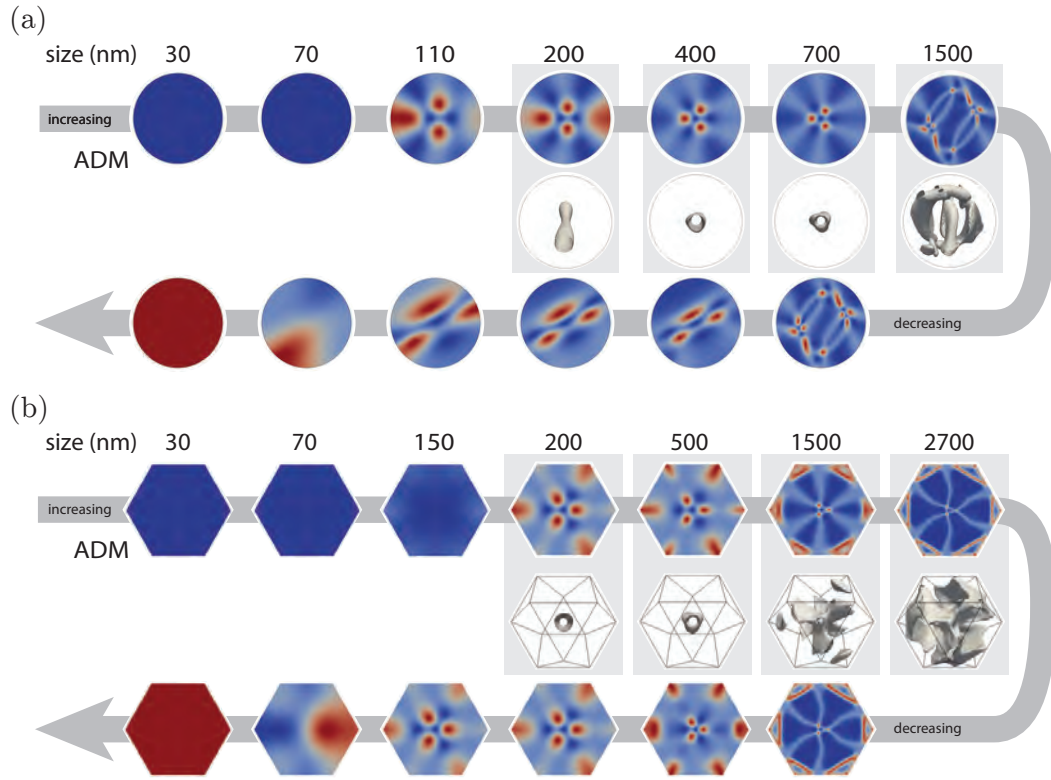 (a)
size (nm) 30 70 110 200 400 700 1500
increasing
ADM
decreasing
(b)
size (nm) 30 70 150 200 500 1500 2700
increasing
ADM
decreasing